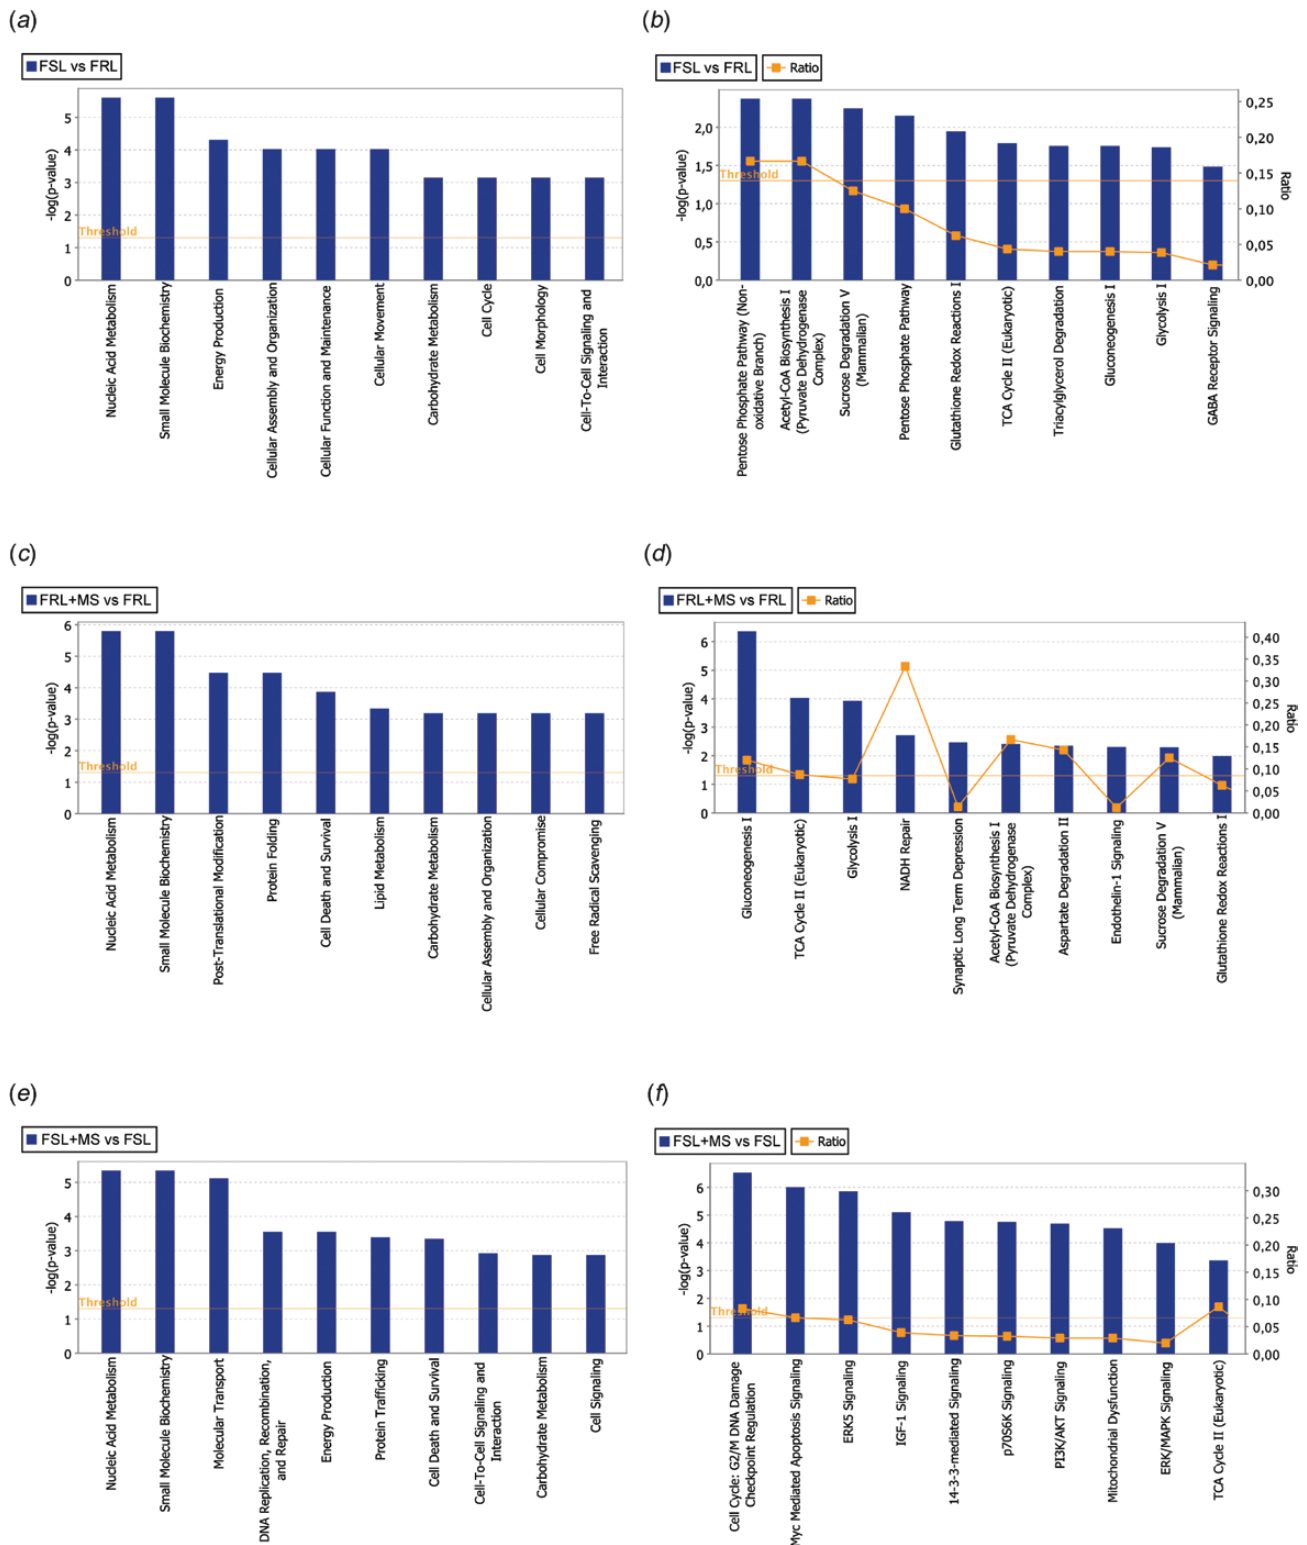 (a)
FSL vs FRL
-log(p-value)
5
4
3
2
1
0
Threshold
Nucleic Acid Metabolism
Small Molecule Biochemistry
Energy Production
Cellular Assembly and Organization
Cellular Function and Maintenance
Cellular Movement
Carbohydrate Metabolism
Cell Cycle
Cell Morphology
Cell-To-Cell Signaling and
Interaction
(b)
FSL vs FRL
Ratio
-log(p-value)
2,0
1,5
1,0
0,5
0,0
Threshold
0,25
0,20
0,15
0,10
0,05
0,00
Ratio
Pentose Phosphate Pathway (Non-
oxidative Branch)
Acetyl-CoA Biosynthesis I
(Pyruvate Dehydrogenase
Complex)
Sucrose Degradation V
(Mammalian)
Pentose Phosphate Pathway
Glutathione Redox Reactions I
TCA Cycle II (Eukaryotic)
Triacylglycerol Degradation
Gluconeogenesis I
Glycolysis I
GABA Receptor Signaling
(c)
FRL+MS vs FRL
-log(p-value)
6
5
4
3
2
1
0
Threshold
Nucleic Acid Metabolism
Small Molecule Biochemistry
Post-Translational Modification
Protein Folding
Cell Death and Survival
Lipid Metabolism
Carbohydrate Metabolism
Cellular Assembly and Organization
Cellular Compromise
Free Radical Scavenging
(d)
FRL+MS vs FRL
Ratio
-log(p-value)
6
5
4
3
2
1
0
Threshold
0,40
0,35
0,30
0,25
0,20
0,15
0,10
0,05
0,00
Ratio
Gluconeogenesis I
TCA Cycle II (Eukaryotic)
Glycolysis I
NADH Repair
Synaptic Long Term Depression
Acetyl-CoA Biosynthesis I
(Pyruvate Dehydrogenase
Complex)
Aspartate Degradation II
Endothelin-1 Signaling
Sucrose Degradation V
(Mammalian)
Glutathione Redox Reactions I
(e)
FSL+MS vs FSL
-log(p-value)
5
4
3
2
1
0
Threshold
Nucleic Acid Metabolism
Small Molecule Biochemistry
Molecular Transport
DNA Replication, Recombination,
and Repair
Energy Production
Protein Trafficking
Cell Death and Survival
Cell-To-Cell Signaling and
Interaction
Carbohydrate Metabolism
Cell Signaling
(f)
FSL+MS vs FSL
Ratio
-log(p-value)
6
5
4
3
2
1
0
Threshold
0,30
0,25
0,20
0,15
0,10
0,05
0,00
Ratio
Cell Cycle: G2/M DNA Damage
Checkpoint Regulation
Myc Mediated Apoptosis Signaling
ERK5 Signaling
IGF-1 Signaling
14-3-3-mediated Signaling
p70S6K Signaling
PI3K/AKT Signaling
Mitochondrial Dysfunction
ERK/MAPK Signaling
TCA Cycle II (Eukaryotic)